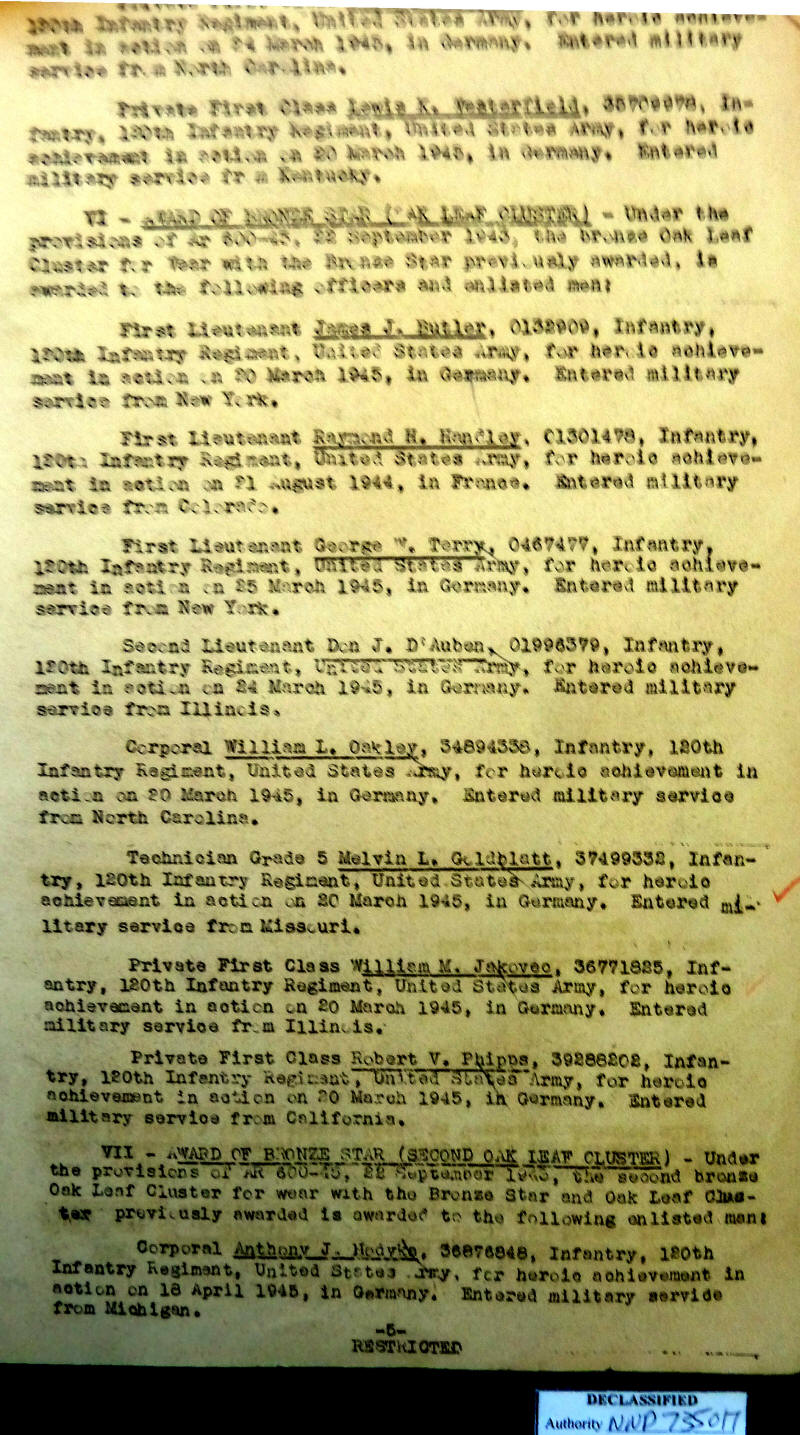 Private First
120th Infantry Regiment, United States Army, for heroic achieve-
ment in action on 24 March 1945, in Germany. Entered military
service from North Carolina.
Private First Class Lewis K. Westerfield, In-
fantry, 120th Infantry Regiment, United States Army, for heroic
achievement in action on 20 March 1945, in Germany. Entered
military service from Kentucky.
VI - AWARD OF BRONZE STAR (OAK LEAF CLUSTER) - Under the
provisions of AR 600-45, 22 September 1943, the bronze Oak Leaf
Cluster for wear with the Bronze Star previously awarded, is
awarded to the following officers and enlisted men:
First Lieutenant James J. Butler, 0132909, Infantry,
120th Infantry Regiment, United States Army, for heroic achieve-
ment in action on 20 March 1945, in Germany. Entered military
service from New York.
First Lieutenant Raymond H. Handley, 01301478, Infantry,
120th Infantry Regiment, United States Army, for heroic achieve-
ment in action on 21 August 1944, in France. Entered military
service from Colorado.
First Lieutenant George W. Terry, 0467477, Infantry,
120th Infantry Regiment, United States Army, for heroic achieve-
ment in action on 25 March 1945, in Germany. Entered military
service from New York.
Second Lieutenant Don J. D'Auben, 01996379, Infantry,
120th Infantry Regiment, United States Army, for heroic achieve-
ment in action on 24 March 1945, in Germany. Entered military
service from Illinois.
Corporal William L. Oakley, 34894338, Infantry, 120th
Infantry Regiment, United States Army, for heroic achievement in
action on 20 March 1945, in Germany. Entered military service
from North Carolina.
Technician Grade 5 Melvin L. Goldblatt, 37499332, Infan-
try, 120th Infantry Regiment, United States Army, for heroic
achievement in action on 20 March 1945, in Germany. Entered mi-
litary service from Missouri.
Private First Class William M. Jakovec, 36771825, Inf-
antry, 120th Infantry Regiment, United States Army, for heroic
achievement in action on 20 March 1945, in Germany. Entered
military service from Illinois.
Private First Class Robert V. Phipps, 39288202, Infan-
try, 120th Infantry Regiment, United States Army, for heroic
achievement in action on 20 March 1945, in Germany. Entered
military service from California.
VII - AWARD OF BRONZE STAR (SECOND OAK LEAF CLUSTER) - Under
the provisions of AR 600-45, 22 September 1943, the second bronze
Oak Leaf Cluster for wear with the Bronze Star and Oak Leaf Clus-
ter previously awarded is awarded to the following enlisted men:
Corporal Anthony J. 36876848, Infantry, 120th
Infantry Regiment, United States Army, for heroic achievement in
action on 18 April 1945, in Germany. Entered military service
from Michigan.
-5-
RESTRICTED
DECLASSIFIED
Authority NND 735017